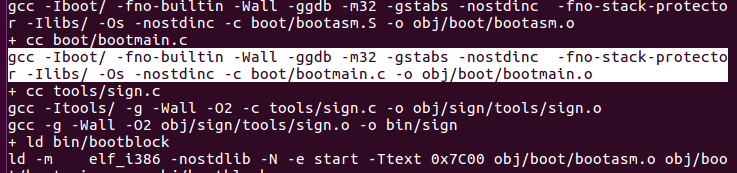 gcc -Iboot/ -fno-builtin -Wall -ggdb -m32 -gstabs -nostdinc  -fno-stack-protecto
r -Ilibs/ -Os -nostdinc -c boot/bootasm.S -o obj/boot/bootasm.o
+ cc boot/bootmain.c
gcc -Iboot/ -fno-builtin -Wall -ggdb -m32 -gstabs -nostdinc  -fno-stack-protecto
r -Ilibs/ -Os -nostdinc -c boot/bootmain.c -o obj/boot/bootmain.o
+ cc tools/sign.c
gcc -Itools/ -g -Wall -O2 -c tools/sign.c -o obj/sign/tools/sign.o
gcc -g -Wall -O2 obj/sign/tools/sign.o -o bin/sign
+ ld bin/bootblock
ld -m    elf_i386 -nostdlib -N -e start -Ttext 0x7C00 obj/boot/bootasm.o obj/boo